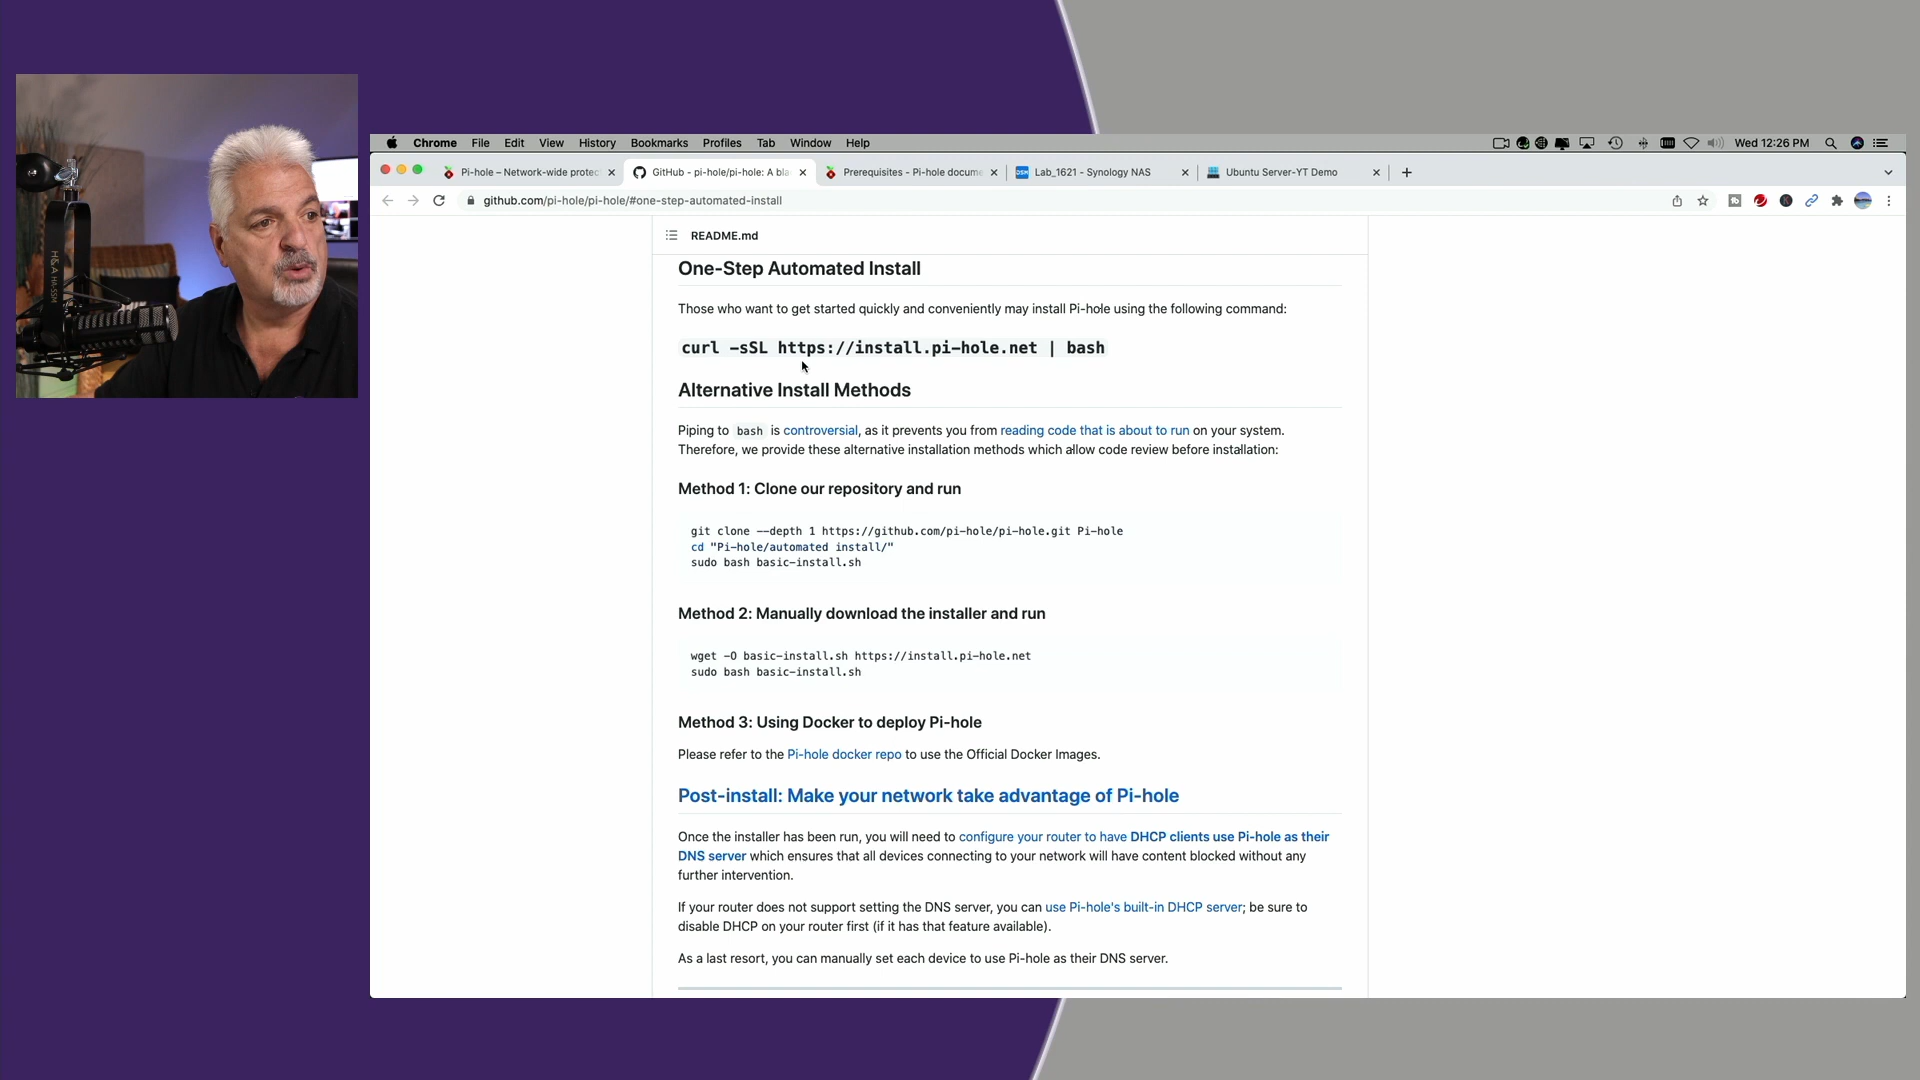 Chrome File Edit View History Bookmarks Profiles Tab Window Help Wed 12:26 PM
Pi-hole – Network-wide protec GitHub - pi-hole/pi-hole: A bla Prerequisites - Pi-hole docume Lab_1621 - Synology NAS Ubuntu Server-YT Demo
github.com/pi-hole/pi-hole/#one-step-automated-install
README.md
One-Step Automated Install
Those who want to get started quickly and conveniently may install Pi-hole using the following command:
curl -sSL https://install.pi-hole.net | bash
Alternative Install Methods
Piping to bash is controversial, as it prevents you from reading code that is about to run on your system.
Therefore, we provide these alternative installation methods which allow code review before installation:
Method 1: Clone our repository and run
git clone --depth 1 https://github.com/pi-hole/pi-hole.git Pi-hole
cd "Pi-hole/automated install/"
sudo bash basic-install.sh
Method 2: Manually download the installer and run
wget -O basic-install.sh https://install.pi-hole.net
sudo bash basic-install.sh
Method 3: Using Docker to deploy Pi-hole
Please refer to the Pi-hole docker repo to use the Official Docker Images.
Post-install: Make your network take advantage of Pi-hole
Once the installer has been run, you will need to configure your router to have DHCP clients use Pi-hole as their
DNS server which ensures that all devices connecting to your network will have content blocked without any
further intervention.
If your router does not support setting the DNS server, you can use Pi-hole's built-in DHCP server; be sure to
disable DHCP on your router first (if it has that feature available).
As a last resort, you can manually set each device to use Pi-hole as their DNS server.
H&A HA-SSM